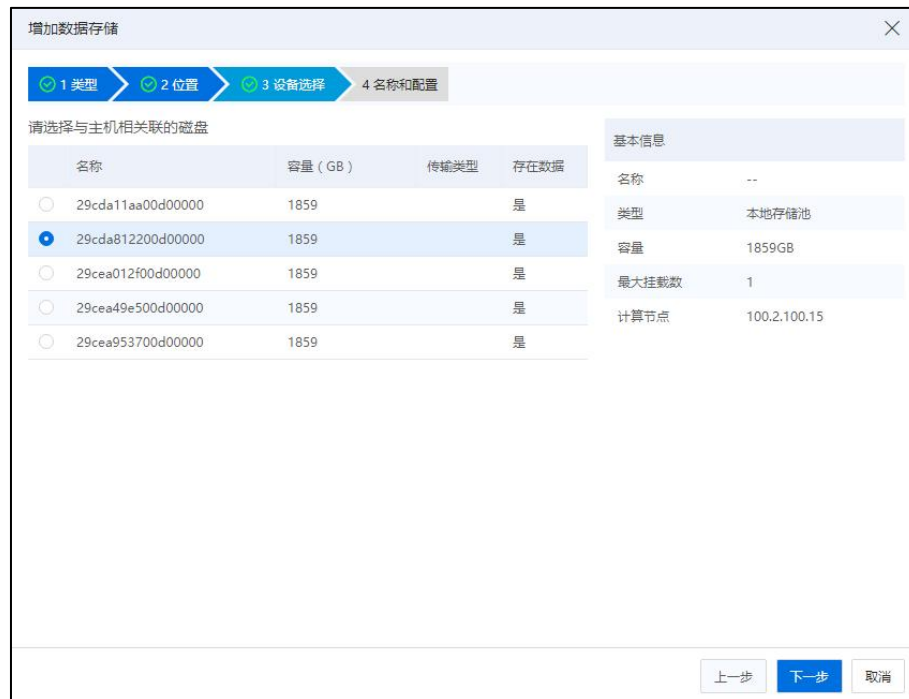 增加数据存储
1 类型 2 位置 3 设备选择 4 名称和配置
请选择与主机相关联的磁盘
名称 容量（GB） 传输类型 存在数据
29cda11aa00d00000 1859 是
29cda812200d00000 1859 是
29cea012f00d00000 1859 是
29cea49e500d00000 1859 是
29cea953700d00000 1859 是
基本信息
名称 --
类型 本地存储池
容量 1859GB
最大挂载数 1
计算节点 100.2.100.15
上一步 下一步 取消